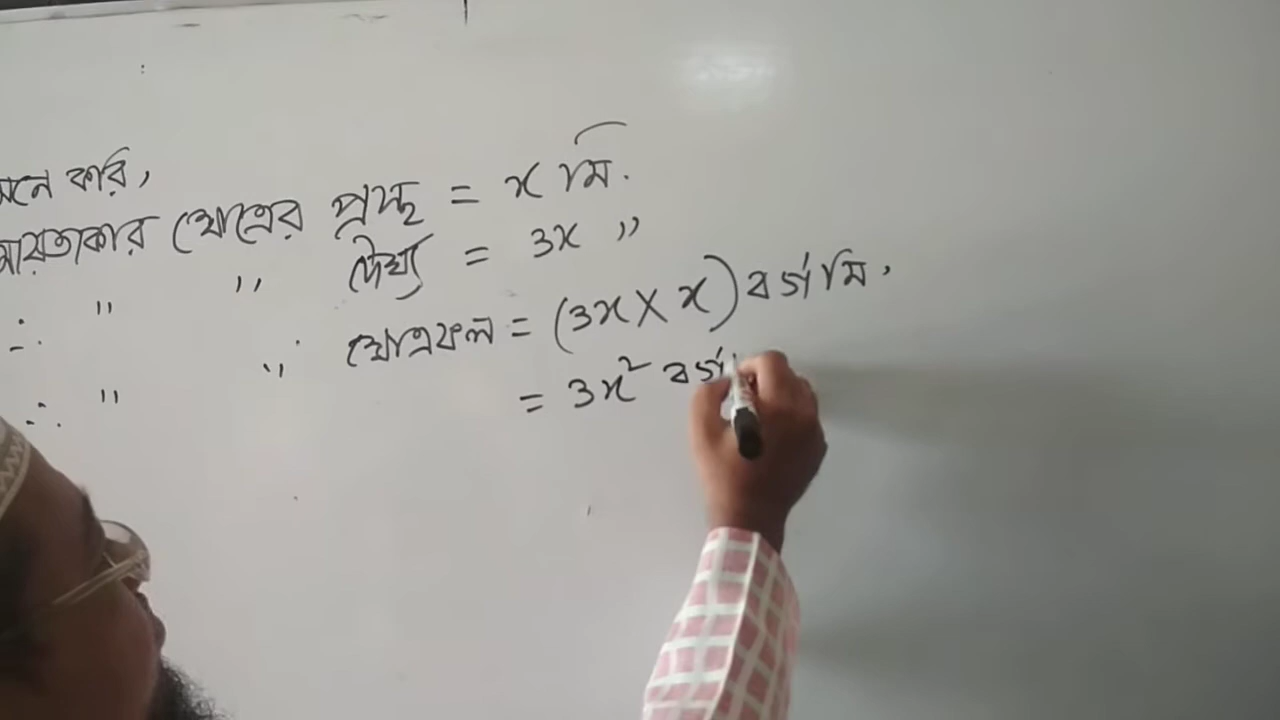 মনে করি,
আয়তাকার খেত্রের প্রস্থ = x মি.
∴ " " দৈর্ঘ্য = 3x "
∴ " " খেত্রফল = (3x × x) বর্গমি.
= 3x² বর্গ